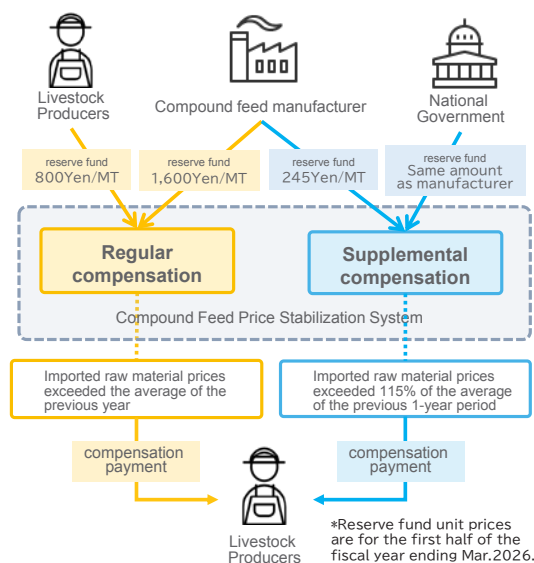 Livestock
Producers
Compound feed manufacturer
National
Government
reserve fund
800Yen/MT
reserve fund
1,600Yen/MT
reserve fund
245Yen/MT
reserve fund
Same amount
as manufacturer
Regular
compensation
Supplemental
compensation
Compound Feed Price Stabilization System
Imported raw material prices
exceeded the average of the
previous year
Imported raw material prices
exceeded 115% of the average
of the previous 1-year period
compensation
payment
compensation
payment
Livestock
Producers
*Reserve fund unit prices
are for the first half of the
fiscal year ending Mar.2026.